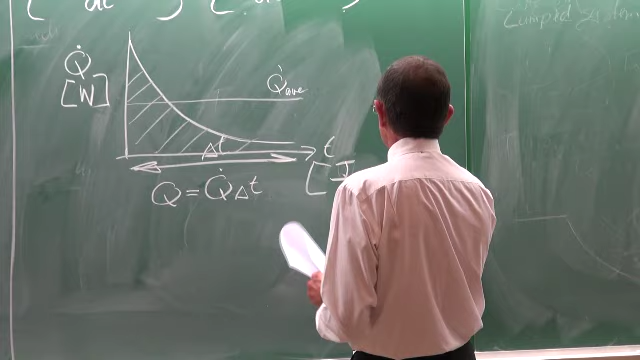 Lumped System
Q̇
[W]
Q̇ave
Δt
t
Q = Q̇ Δt
[J